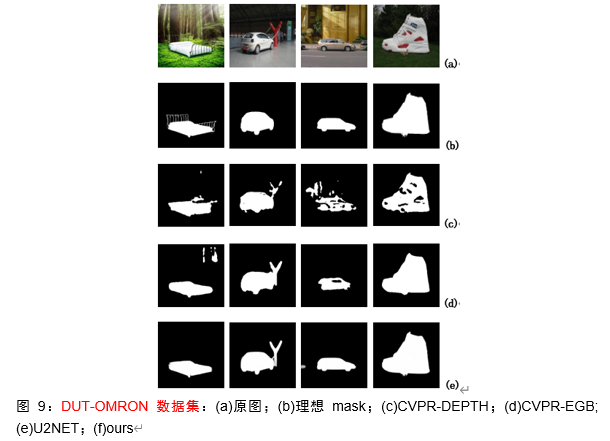 (a)
(b)
(c)
(d)
(e)
图 9：DUT-OMRON 数据集：(a)原图；(b)理想 mask；(c)CVPR-DEPTH；(d)CVPR-EGB;
(e)U2NET；(f)ours